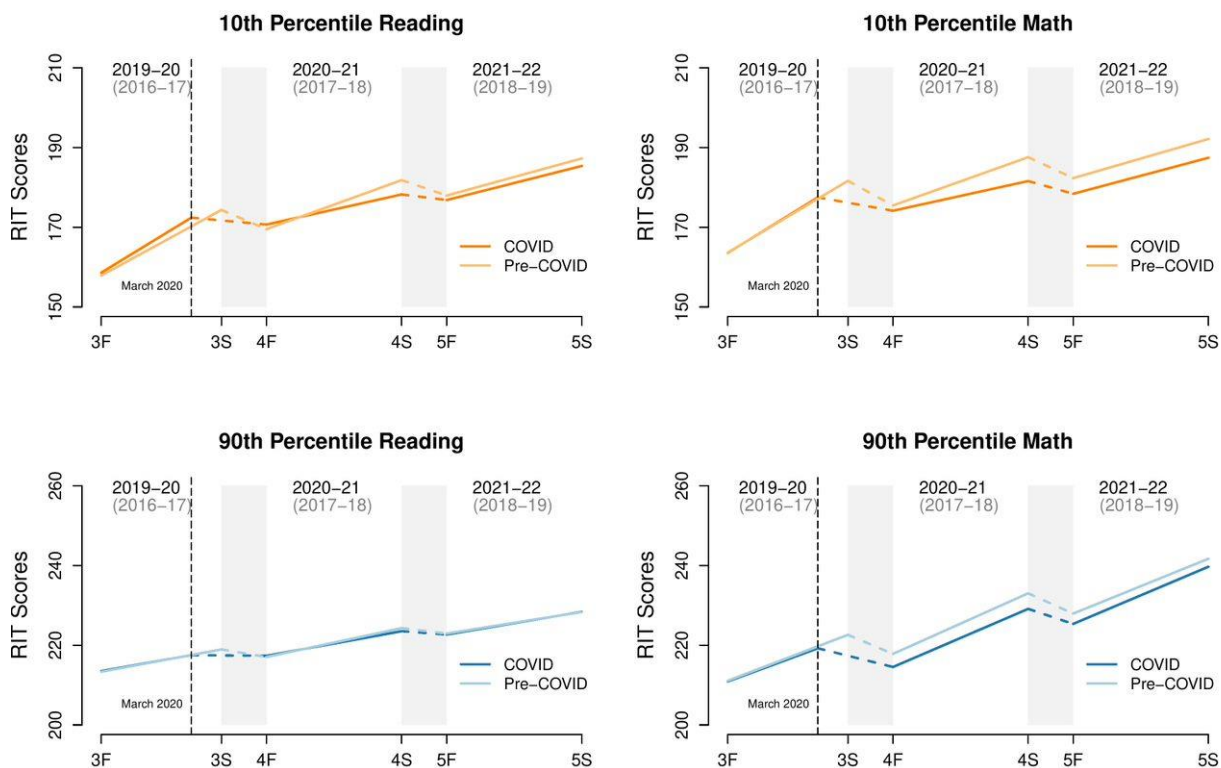 10th Percentile Reading
RIT Scores
210
190
170
150
2019-20
(2016-17)
2020-21
(2017-18)
2021-22
(2018-19)
COVID
Pre-COVID
March 2020
3F 3S 4F 4S 5F 5S
10th Percentile Math
RIT Scores
210
190
170
150
2019-20
(2016-17)
2020-21
(2017-18)
2021-22
(2018-19)
COVID
Pre-COVID
March 2020
3F 3S 4F 4S 5F 5S
90th Percentile Reading
RIT Scores
260
240
220
200
2019-20
(2016-17)
2020-21
(2017-18)
2021-22
(2018-19)
COVID
Pre-COVID
March 2020
3F 3S 4F 4S 5F 5S
90th Percentile Math
RIT Scores
260
240
220
200
2019-20
(2016-17)
2020-21
(2017-18)
2021-22
(2018-19)
COVID
Pre-COVID
March 2020
3F 3S 4F 4S 5F 5S